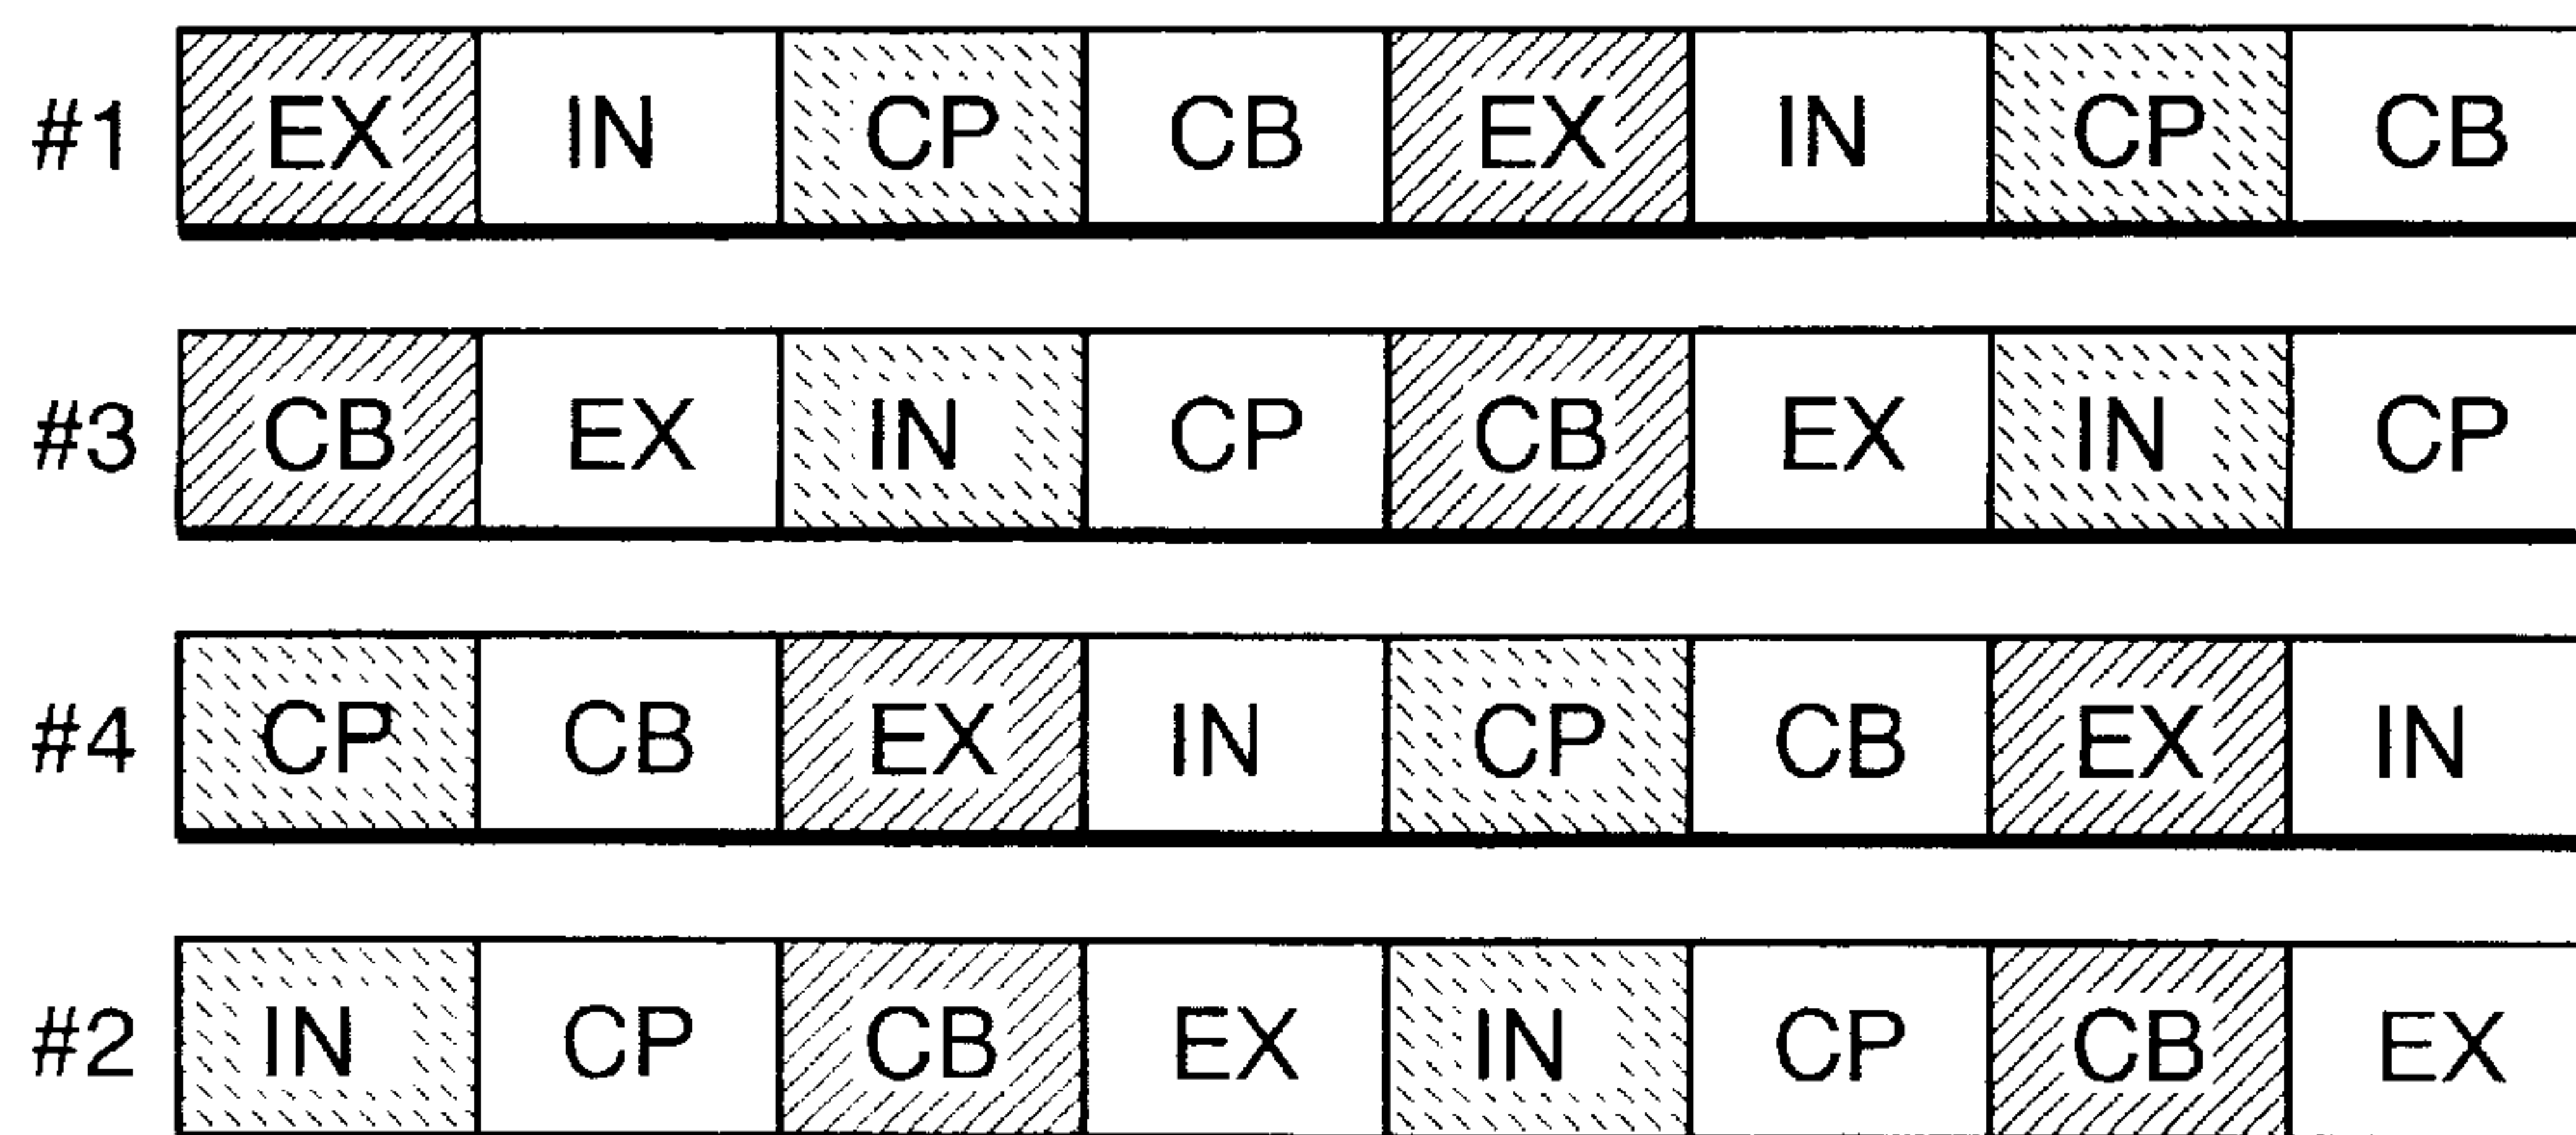 #1 EX IN CP CB EX IN CP CB
#3 CB EX IN CP CB EX IN CP
#4 CP CB EX IN CP CB EX IN
#2 IN CP CB EX IN CP CB EX